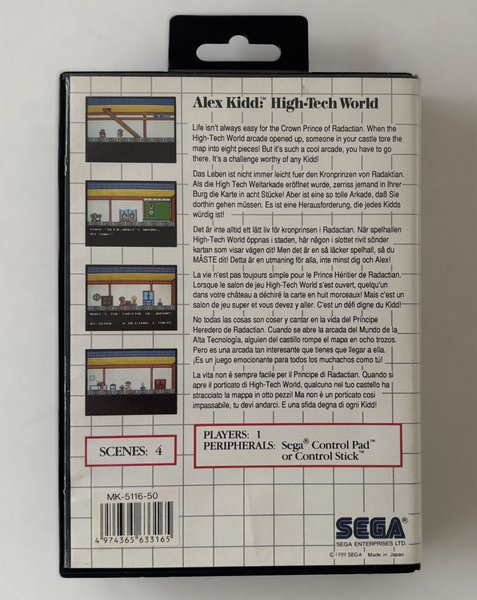 Alex Kidd:™ High-Tech World
Life isn't always easy for the Crown Prince of Radactian. When the
High-Tech World arcade opened up, someone in your castle tore the
map into eight pieces! But it's such a cool arcade, you have to go
there. It's a challenge worthy of any Kidd!
Das Leben ist nicht immer leicht fuer den Kronprinzen von Radaktian.
Als die High Tech Weltarkade eröffnet wurde, zerriss jemand in Ihrer
Burg die Karte in acht Stücke! Aber es ist eine so tolle Arkade, daß Sie
dorthin gehen müssen. Es ist eine Herausforderung, die jedes Kidds
würdig ist!
Det är inte alltid ett lätt liv för kronprinsen i Radactian. När spelhallen
High-Tech World öppnas i staden, här någon i slottet rivit sönder
kartan som visar vägen dit! Men det är en så läcker spelhall, så du
MÅSTE dit! Detta är en utmaning för alla, inte minst dig och Alex!
La vie n'est pas toujours simple pour le Prince Héritier de Radactian.
Lorsque le salon de jeu High-Tech World s'est ouvert, quelqu'un
dans votre château a déchiré la carte en huit morceaux! Mais c'est un
salon de jeu super et vous devez y aller. C'est un défi digne du Kidd!
No todas las cosas son coser y cantar en la vida del Príncipe
Heredero de Radactian. Cuando se abre la arcada del Mundo de la
Alta Tecnología, alguien del castillo rompe el mapa en ocho trozos.
Pero es una arcada tan interesante que tienes que llegar a ella.
¡Es un juego emocionante para todos los muchachos como tú!
La vita non è sempre facile per il Principe di Radactian. Quando si
apre il porticato di High-Tech World, qualcuno nel tuo castello ha
stracciato la mappa in otto pezzi! Ma non è un porticato così
impassabile, tu devi andarci. E una sfida degna di ogni Kidd!
SCENES: 4
PLAYERS: 1
PERIPHERALS: Sega® Control Pad™
or Control Stick™
MK-5116-50
4 974365 633165
SEGA®
SEGA ENTERPRISES LTD.
© 1989 SEGA Made in Japan